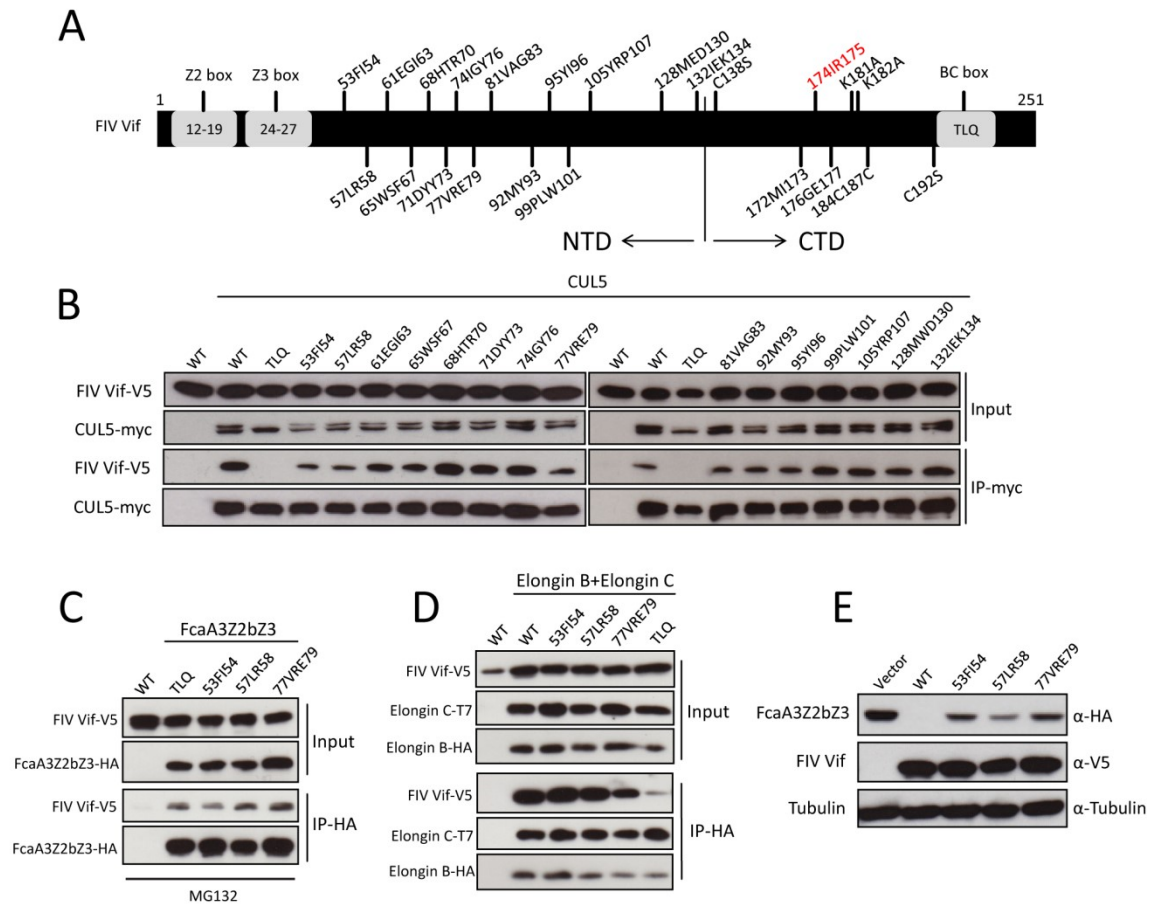 A
Z2 box
Z3 box
53FI54
61EGI63
68HTR70
74IGY76
81VAG83
95YI96
105YRP107
128MED130
132IEK134
C138S
174IR175
K181A
K182A
BC box
1
251
FIV Vif
12-19
24-27
TLQ
57LR58
65WSF67
71DYY73
77VRE79
92MY93
99PLW101
172MI173
176GE177
184C187C
C192S
NTD
CTD
B
CUL5
WT WT TLQ 53FI54 57LR58 61EGI63 65WSF67 68HTR70 71DYY73 74IGY76 77VRE79 WT WT TLQ 81VAG83 92MY93 95YI96 99PLW101 105YRP107 128MWD130 132IEK134
FIV Vif-V5
CUL5-myc
Input
FIV Vif-V5
CUL5-myc
IP-myc
C
FcaA3Z2bZ3
WT TLQ 53FI54 57LR58 77VRE79
FIV Vif-V5
FcaA3Z2bZ3-HA
Input
FIV Vif-V5
FcaA3Z2bZ3-HA
IP-HA
MG132
D
Elongin B+Elongin C
WT WT 53FI54 57LR58 77VRE79 TLQ
FIV Vif-V5
Elongin C-T7
Elongin B-HA
Input
FIV Vif-V5
Elongin C-T7
Elongin B-HA
IP-HA
E
Vector WT 53FI54 57LR58 77VRE79
FcaA3Z2bZ3 α-HA
FIV Vif α-V5
Tubulin α-Tubulin